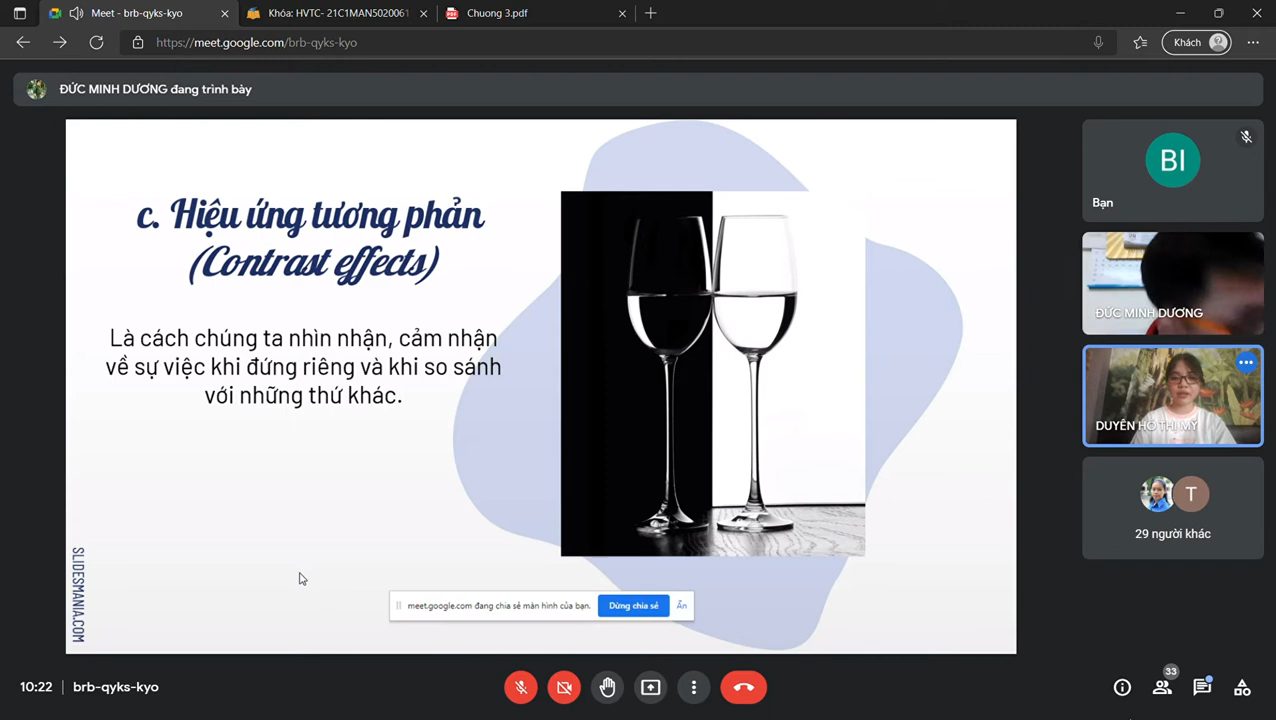 Meet - brb-qyks-kyo
Khóa: HVTC- 21C1MAN5020061
Chuong 3.pdf
https://meet.google.com/brb-qyks-kyo
Khách
ĐỨC MINH DƯƠNG đang trình bày
c. Hiệu ứng tương phản
(Contrast effects)
Là cách chúng ta nhìn nhận, cảm nhận
về sự việc khi đứng riêng và khi so sánh
với những thứ khác.
SLIDESMANIA.COM
meet.google.com đang chia sẻ màn hình của bạn.
Dừng chia sẻ
Ẩn
BI
Bạn
ĐỨC MINH DƯƠNG
DUYÊN HỒ THỊ MỸ
T
29 người khác
10:22
brb-qyks-kyo
33